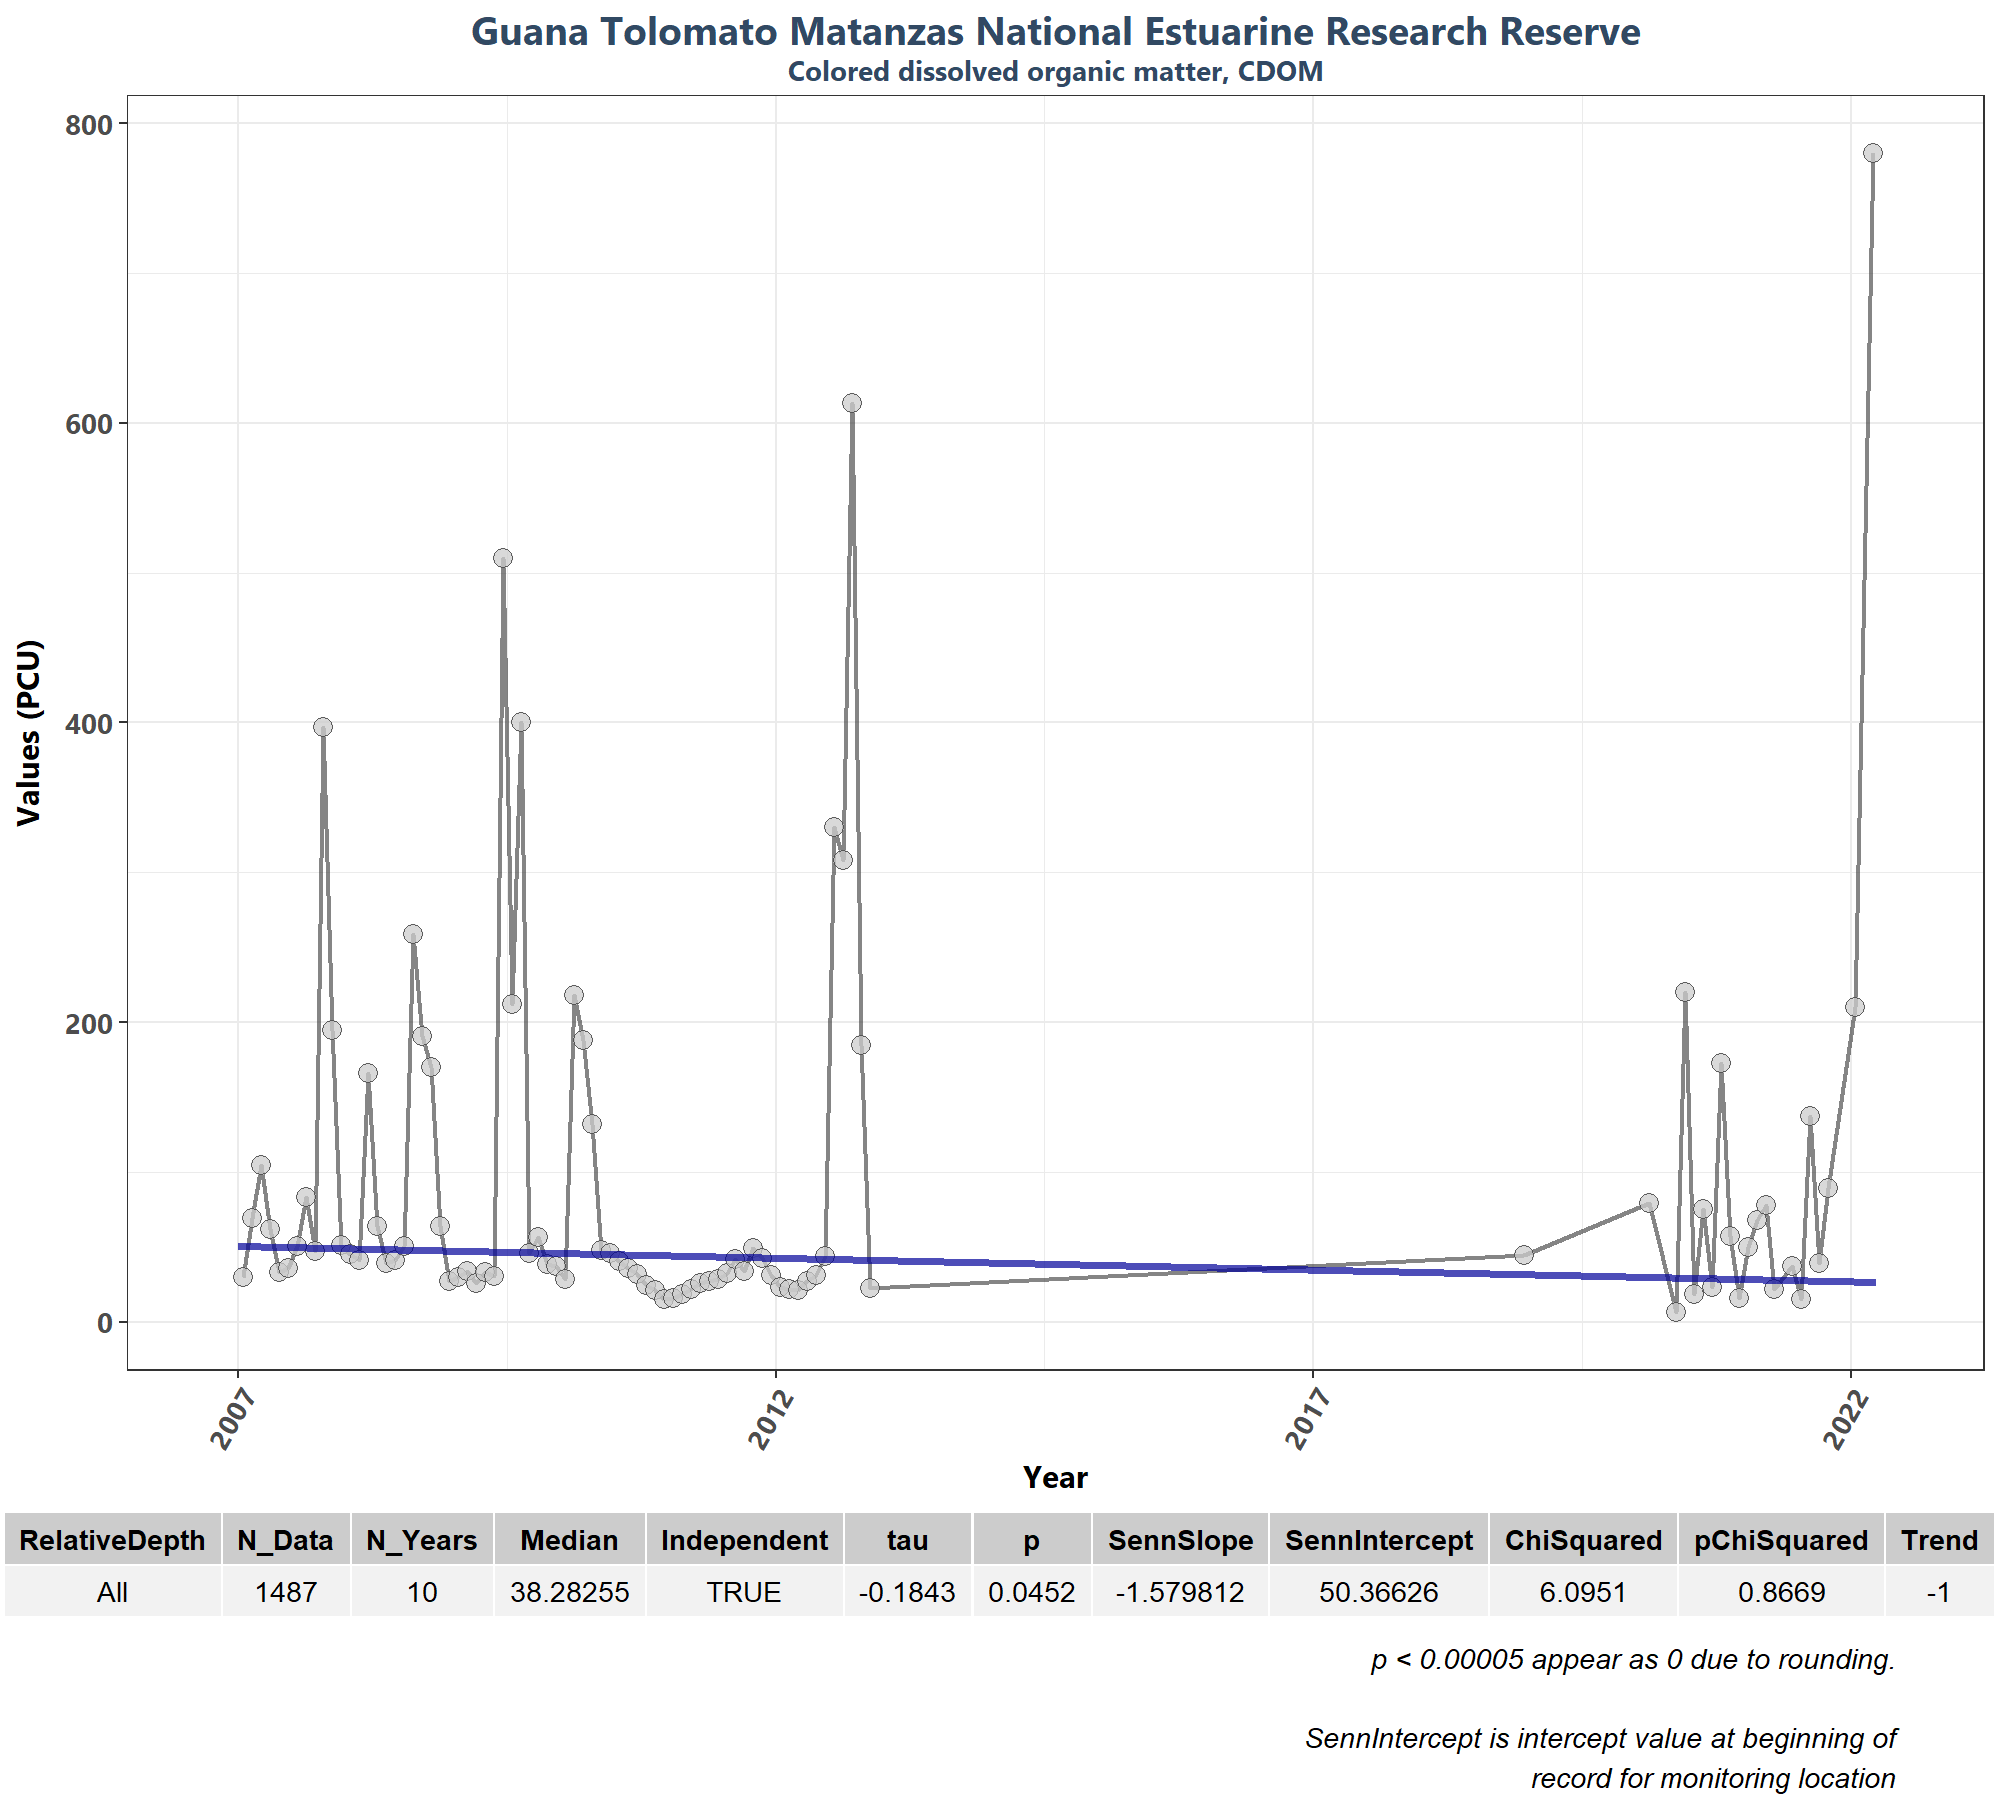 Guana Tolomato Matanzas National Estuarine Research Reserve
Colored dissolved organic matter, CDOM
800
600
400
200
0
Values (PCU)
2007 2012 2017 2022
Year
RelativeDepth N_Data N_Years Median Independent tau p SennSlope SennIntercept ChiSquared pChiSquared Trend
All 1487 10 38.28255 TRUE -0.1843 0.0452 -1.579812 50.36626 6.0951 0.8669 -1
p < 0.00005 appear as 0 due to rounding.
SennIntercept is intercept value at beginning of
record for monitoring location